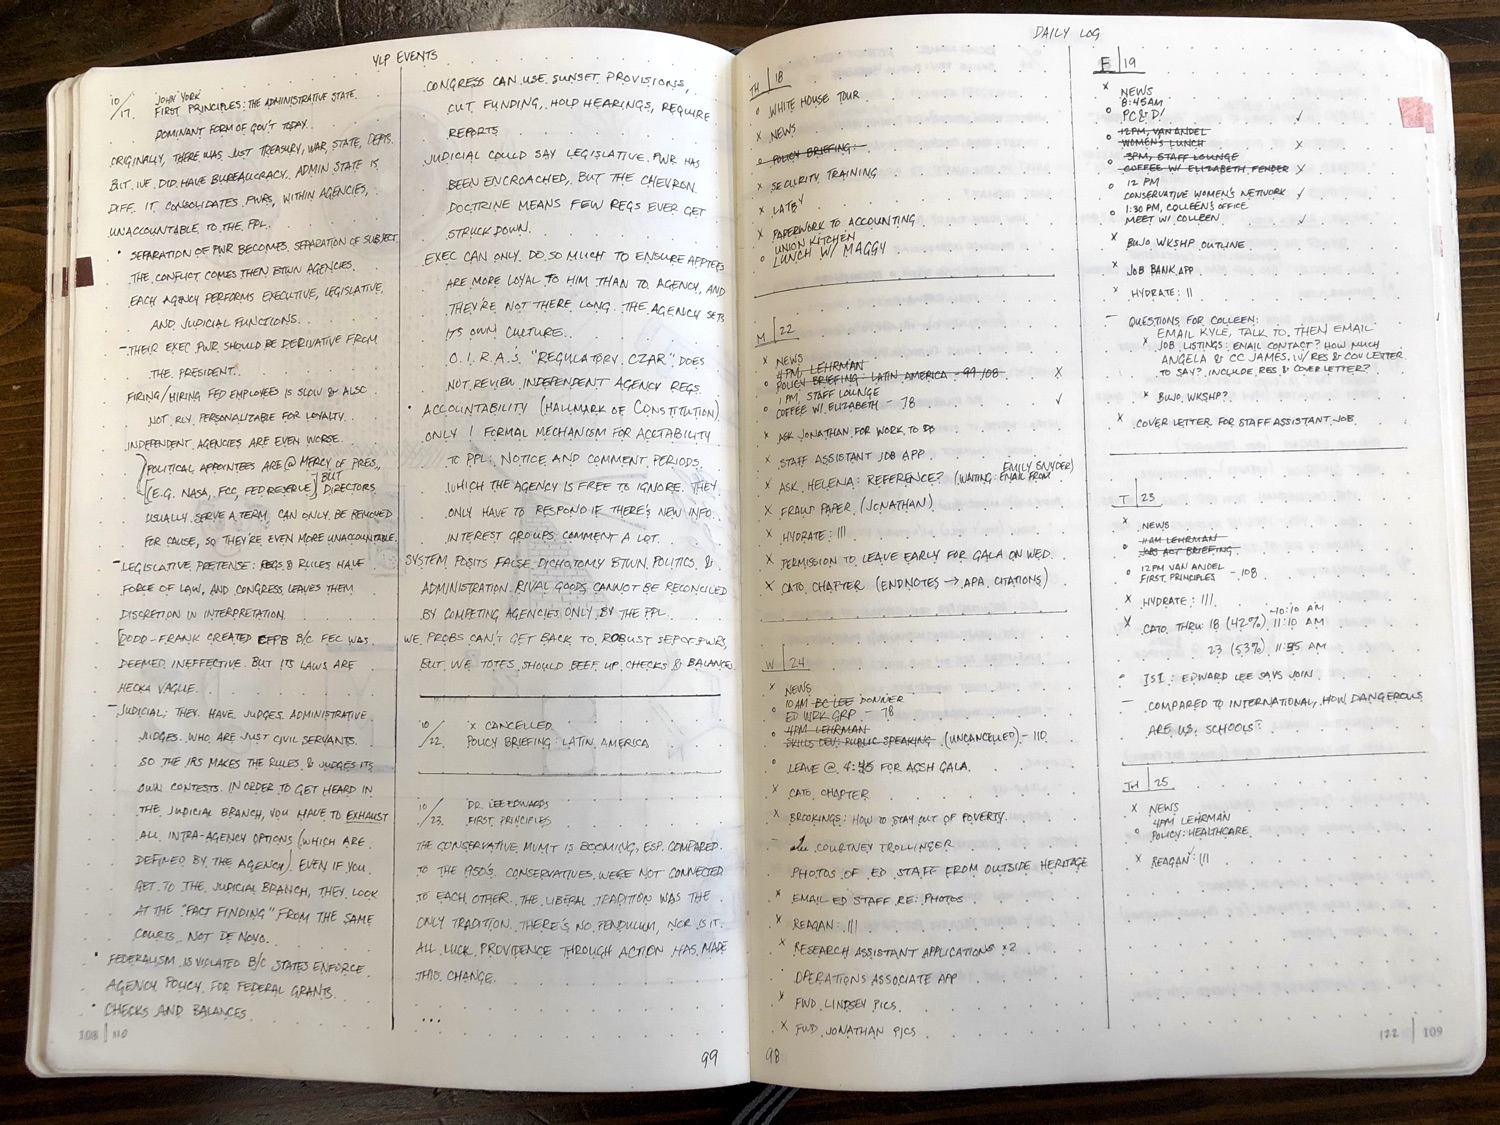 YLP EVENTS
10/17 JOHN YORK
FIRST PRINCIPLES: THE ADMINISTRATIVE STATE
DOMINANT FORM OF GOV'T TODAY.
ORIGINALLY, THERE WAS JUST TREASURY, WAR, STATE, DEPTS.
BUT WE DID HAVE BUREAUCRACY. ADMIN STATE IS
DIFF. IT CONSOLIDATES PWRS, WITHIN AGENCIES,
UNACCOUNTABLE TO THE PPL.
• SEPARATION OF PWR BECOMES SEPARATION OF SUBJECT
THE CONFLICT COMES THEN BTWN AGENCIES.
EACH AGENCY PERFORMS EXECUTIVE, LEGISLATIVE,
AND JUDICIAL FUNCTIONS.
- THEIR EXEC PWR SHOULD BE DERIVATIVE FROM
THE PRESIDENT.
FIRING/HIRING FED EMPLOYEES IS SLOW & ALSO
NOT RLY PERSONALIZABLE FOR LOYALTY.
INDEPENDENT AGENCIES ARE EVEN WORSE
POLITICAL APPOINTEES ARE @ MERCY OF PRES., BUT
[E.G. NASA, FCC, FED RESERVE] DIRECTORS
USUALLY SERVE A TERM, CAN ONLY BE REMOVED
FOR CAUSE, SO THEY'RE EVEN MORE UNACCOUNTABLE.
- LEGISLATIVE PRETENSE: REGS & RULES HAVE
FORCE OF LAW, AND CONGRESS LEAVES THEM
DISCRETION IN INTERPRETATION
[DODD-FRANK CREATED CFPB B/C FEC WAS
DEEMED INEFFECTIVE. BUT ITS LAWS ARE
HECKA VAGUE.
- JUDICIAL: THEY HAVE JUDGES. ADMINISTRATIVE
JUDGES, WHO ARE JUST CIVIL SERVANTS.
SO THE IRS MAKES THE RULES & JUDGES ITS
OWN CONTESTS. IN ORDER TO GET HEARD IN
THE JUDICIAL BRANCH, YOU HAVE TO EXHAUST
ALL INTRA-AGENCY OPTIONS (WHICH ARE
DEFINED BY THE AGENCY) EVEN IF YOU
GET TO THE JUDICIAL BRANCH, THEY LOOK
AT THE "FACT FINDING" FROM THE SAME
COURTS, NOT DE NOVO.
• FEDERALISM IS VIOLATED B/C STATES ENFORCE
AGENCY POLICY FOR FEDERAL GRANTS.
• CHECKS AND BALANCES
108 | 110
CONGRESS CAN USE SUNSET PROVISIONS,
CUT FUNDING, HOLD HEARINGS, REQUIRE
REPORTS
JUDICIAL COULD SAY LEGISLATIVE PWR HAS
BEEN ENCROACHED, BUT THE CHEVRON
DOCTRINE MEANS FEW REGS EVER GET
STRUCK DOWN.
EXEC CAN ONLY DO SO MUCH TO ENSURE APPTEES
ARE MORE LOYAL TO HIM THAN TO AGENCY, AND
THEY'RE NOT THERE LONG. THE AGENCY SETS
ITS OWN CULTURE.
O.I.R.A.'S "REGULATORY CZAR" DOES
NOT REVIEW INDEPENDENT AGENCY REGS
• ACCOUNTABILITY (HALLMARK OF CONSTITUTION)
ONLY 1 FORMAL MECHANISM FOR ACCTABILITY
TO PPL: NOTICE AND COMMENT PERIODS.
WHICH THE AGENCY IS FREE TO IGNORE. THEY
ONLY HAVE TO RESPOND IF THERE'S NEW INFO.
INTEREST GROUPS COMMENT A LOT.
SYSTEM POSITS FALSE DICHOTOMY BTWN POLITICS &
ADMINISTRATION. RIVAL GOODS CANNOT BE RECONCILED
BY COMPETING AGENCIES ONLY BY THE PPL.
WE PROBS CAN'T GET BACK TO ROBUST SEP OF PWRS,
BUT WE TOTES SHOULD BEEF UP CHECKS & BALANCES.
10/22 X CANCELLED
POLICY BRIEFING: LATIN AMERICA
10/23 DR. LEE EDWARDS
FIRST PRINCIPLES
THE CONSERVATIVE MVMT IS BOOMING, ESP. COMPARED
TO THE 1950'S. CONSERVATIVES WERE NOT CONNECTED
TO EACH OTHER. THE LIBERAL TRADITION WAS THE
ONLY TRADITION. THERE'S NO PENDULUM, NOR IS IT
ALL LUCK. PROVIDENCE THROUGH ACTION HAS MADE
THIS CHANGE.
...
99
DAILY LOG
TH | 18
o WHITE HOUSE TOUR
x NEWS
o POLICY BRIEFING:
x SECURITY TRAINING
x LATBY
x PAPERWORK TO ACCOUNTING
UNION KITCHEN
o LUNCH W/ MAGGY
M | 22
x NEWS
4PM, LEHRMAN
o POLICY BRIEFING: LATIN AMERICA - 99/08 x
1 PM, STAFF LOUNGE
o COFFEE W/ ELIZABETH - 78 ✓
x ASK JONATHAN FOR WORK TO DO
x STAFF ASSISTANT JOB APP
x ASK HELENA: REFERENCE? (WAITING: EMAIL FROM EMILY SNYDER)
x FRAUD PAPER (JONATHAN)
x HYDRATE: III
x PERMISSION TO LEAVE EARLY FOR GALA ON WED.
x CATO CHAPTER (ENDNOTES → APA CITATIONS)
W | 24
x NEWS
10AM BC LEE DONNER
o ED WRK GRP - 78
4PM LEHRMAN
o SKILLS DEV, PUBLIC SPEAKING (UNCANCELLED) - 110
o LEAVE @ 4:45 FOR AGSH GALA
x CATO CHAPTER
x BROOKINGS: HOW TO STAY OUT OF POVERTY
- COURTNEY TROLLINGER
PHOTOS OF ED STAFF FROM OUTSIDE HERITAGE
x EMAIL ED STAFF RE: PHOTOS
x REAGAN: III
x RESEARCH ASSISTANT APPLICATIONS x2
OPERATIONS ASSOCIATE APP
x FWD LINDSEY PICS
x FWD JONATHAN PICS
98
F | 19
x NEWS
8:45AM
o PC&D! ✓
12PM, VAN ANDEL
o WOMEN'S LUNCH x
3PM, STAFF LOUNGE
o COFFEE W/ ELIZABETH FENDER x
12 PM
o CONSERVATIVE WOMEN'S NETWORK ✓
1:30 PM, COLLEEN'S OFFICE
o MEET W/ COLLEEN ✓
x BUJO WKSHP OUTLINE
x JOB BANK APP
x HYDRATE: II
- QUESTIONS FOR COLLEEN:
EMAIL KYLE, TALK TO, THEN EMAIL
x JOB LISTINGS: EMAIL CONTACT? HOW MUCH
ANGELA & CC JAMES W/ RES & COV LETTER
TO SAY? INCLUDE RES & COVER LETTER?
x BUJO WKSHP?
x COVER LETTER FOR STAFF ASSISTANT JOB
T | 23
x NEWS
11AM LEHRMAN
o JOBS ACT BRIEFING
12PM VAN ANDEL
o FIRST PRINCIPLES - 108
x HYDRATE: III
-10:10 AM
x CATO THRU 18 (42%) 11:10 AM
23 (53%) 11:35 AM
o ISI: EDWARD LEE SAYS JOIN
- COMPARED TO INTERNATIONAL, HOW DANGEROUS
ARE U.S. SCHOOLS?
TH | 25
x NEWS
4PM LEHRMAN
o POLICY: HEALTHCARE
x REAGAN: III
122 | 109